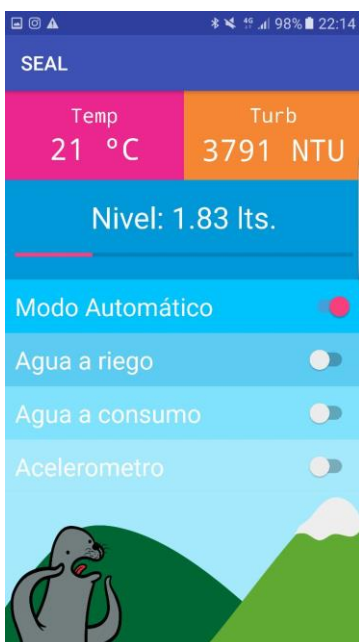 98% 22:14
SEAL
Temp
Turb
21 °C
3791 NTU
Nivel: 1.83 lts.
Modo Automático
Agua a riego
Agua a consumo
Acelerometro